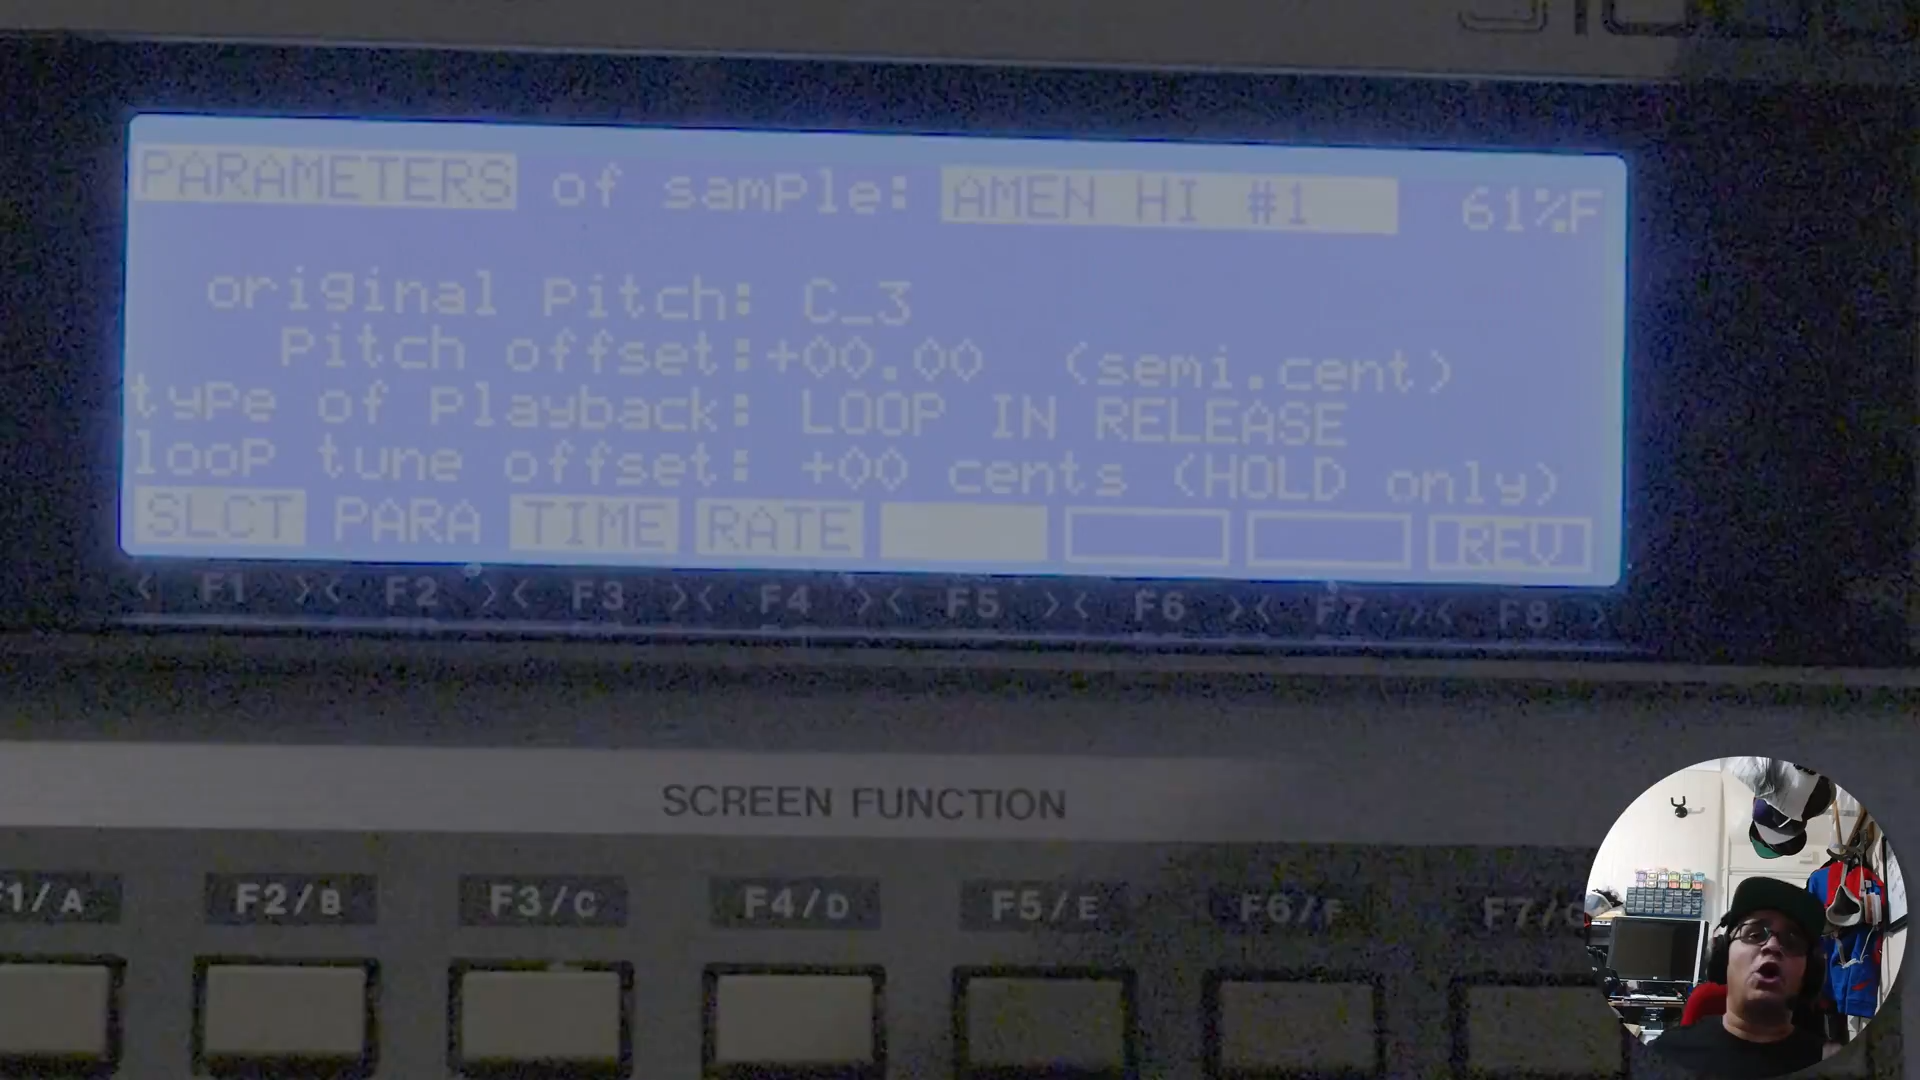 PARAMETERS of sample: AMEN HI #1 61%F
original pitch: C_3
pitch offset:+00.00 (semi.cent)
type of playback: LOOP IN RELEASE
loop tune offset: +00 cents (HOLD only)
SLCT PARA TIME RATE REV
< F1 >< F2 >< F3 >< F4 >< F5 >< F6 >< F7 >< F8 >
SCREEN FUNCTION
F1/A F2/B F3/C F4/D F5/E F6/F F7/G